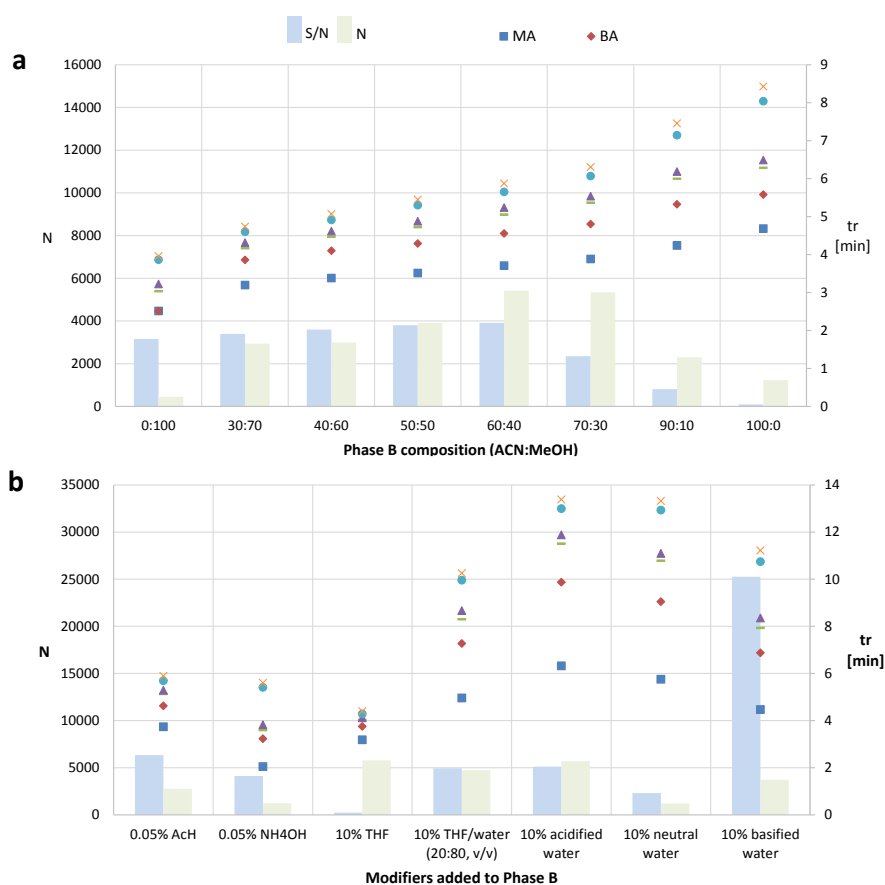 S/N N MA BA
a
16000 9
14000 8
12000 7
10000 6
N 8000 5 tr
[min]
6000 4
4000 3
2000 2
0 1
0
0:100 30:70 40:60 50:50 60:40 70:30 90:10 100:0
Phase B composition (ACN:MeOH)
b
35000 14
30000 12
25000 10
20000 8
N tr
[min]
15000 6
10000 4
5000 2
0 0
0.05% AcH 0.05% NH4OH 10% THF 10% THF/water 10% acidified 10% neutral 10% basified
(20:80, v/v) water water water
Modifiers added to Phase B